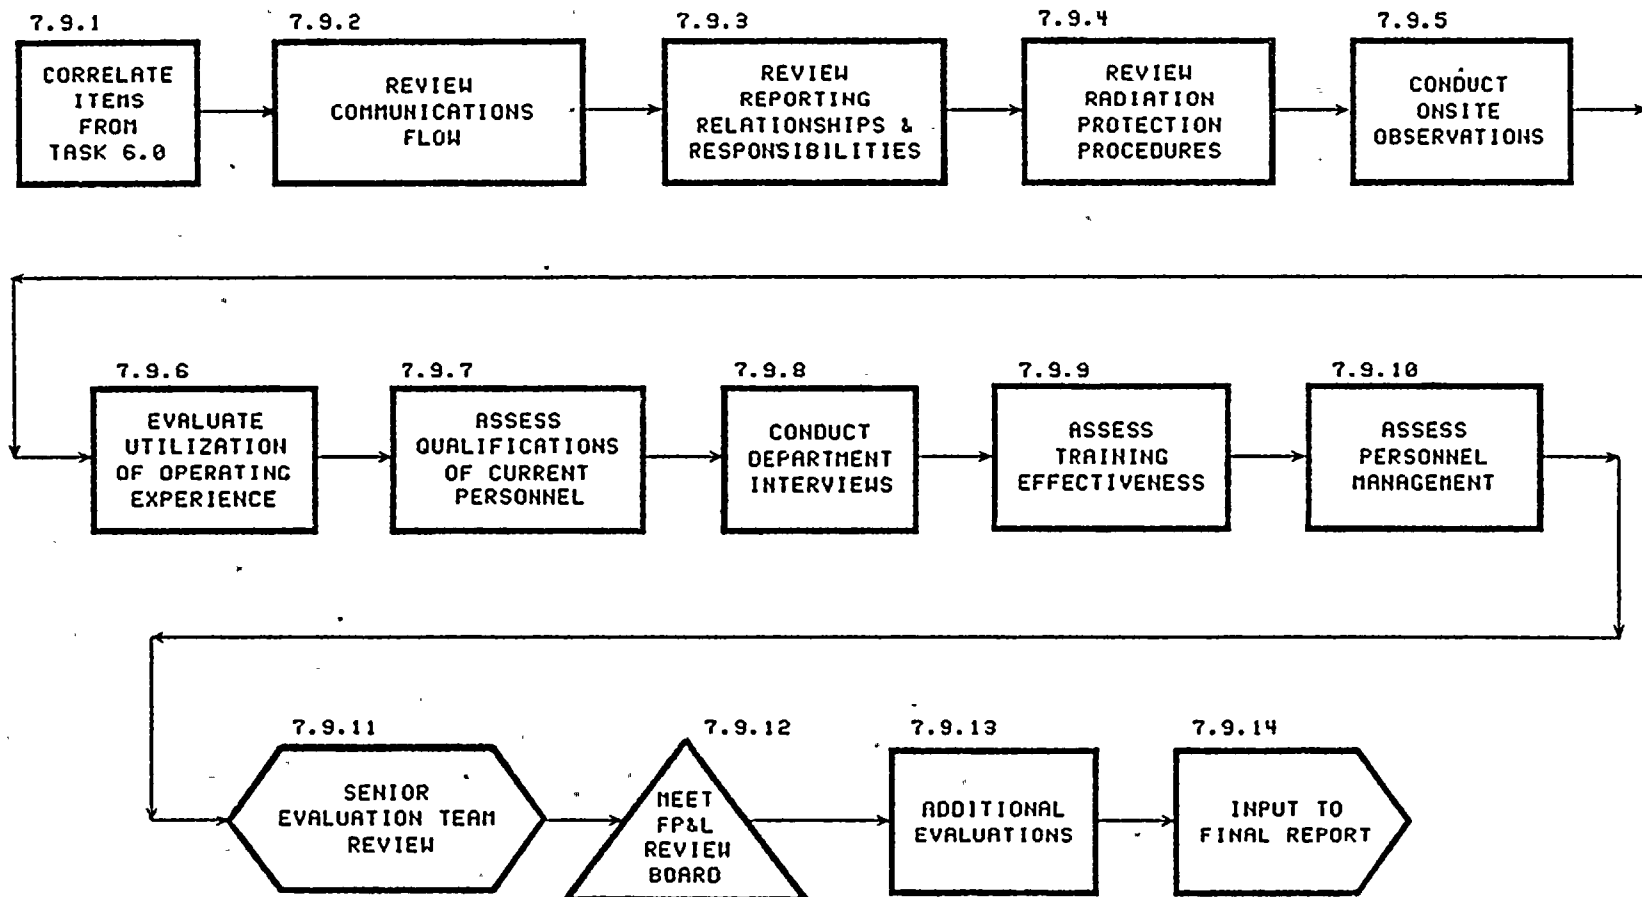 7.9.1
CORRELATE
ITEMS
FROM
TASK 6.0
7.9.2
REVIEW
COMMUNICATIONS
FLOW
7.9.3
REVIEW
REPORTING
RELATIONSHIPS &
RESPONSIBILITIES
7.9.4
REVIEW
RADIATION
PROTECTION
PROCEDURES
7.9.5
CONDUCT
ONSITE
OBSERVATIONS
7.9.6
EVALUATE
UTILIZATION
OF OPERATING
EXPERIENCE
7.9.7
ASSESS
QUALIFICATIONS
OF CURRENT
PERSONNEL
7.9.8
CONDUCT
DEPARTMENT
INTERVIEWS
7.9.9
ASSESS
TRAINING
EFFECTIVENESS
7.9.10
ASSESS
PERSONNEL
MANAGEMENT
7.9.11
SENIOR
EVALUATION TEAM
REVIEW
7.9.12
MEET
FP&L
REVIEW
BOARD
7.9.13
ADDITIONAL
EVALUATIONS
7.9.14
INPUT TO
FINAL REPORT